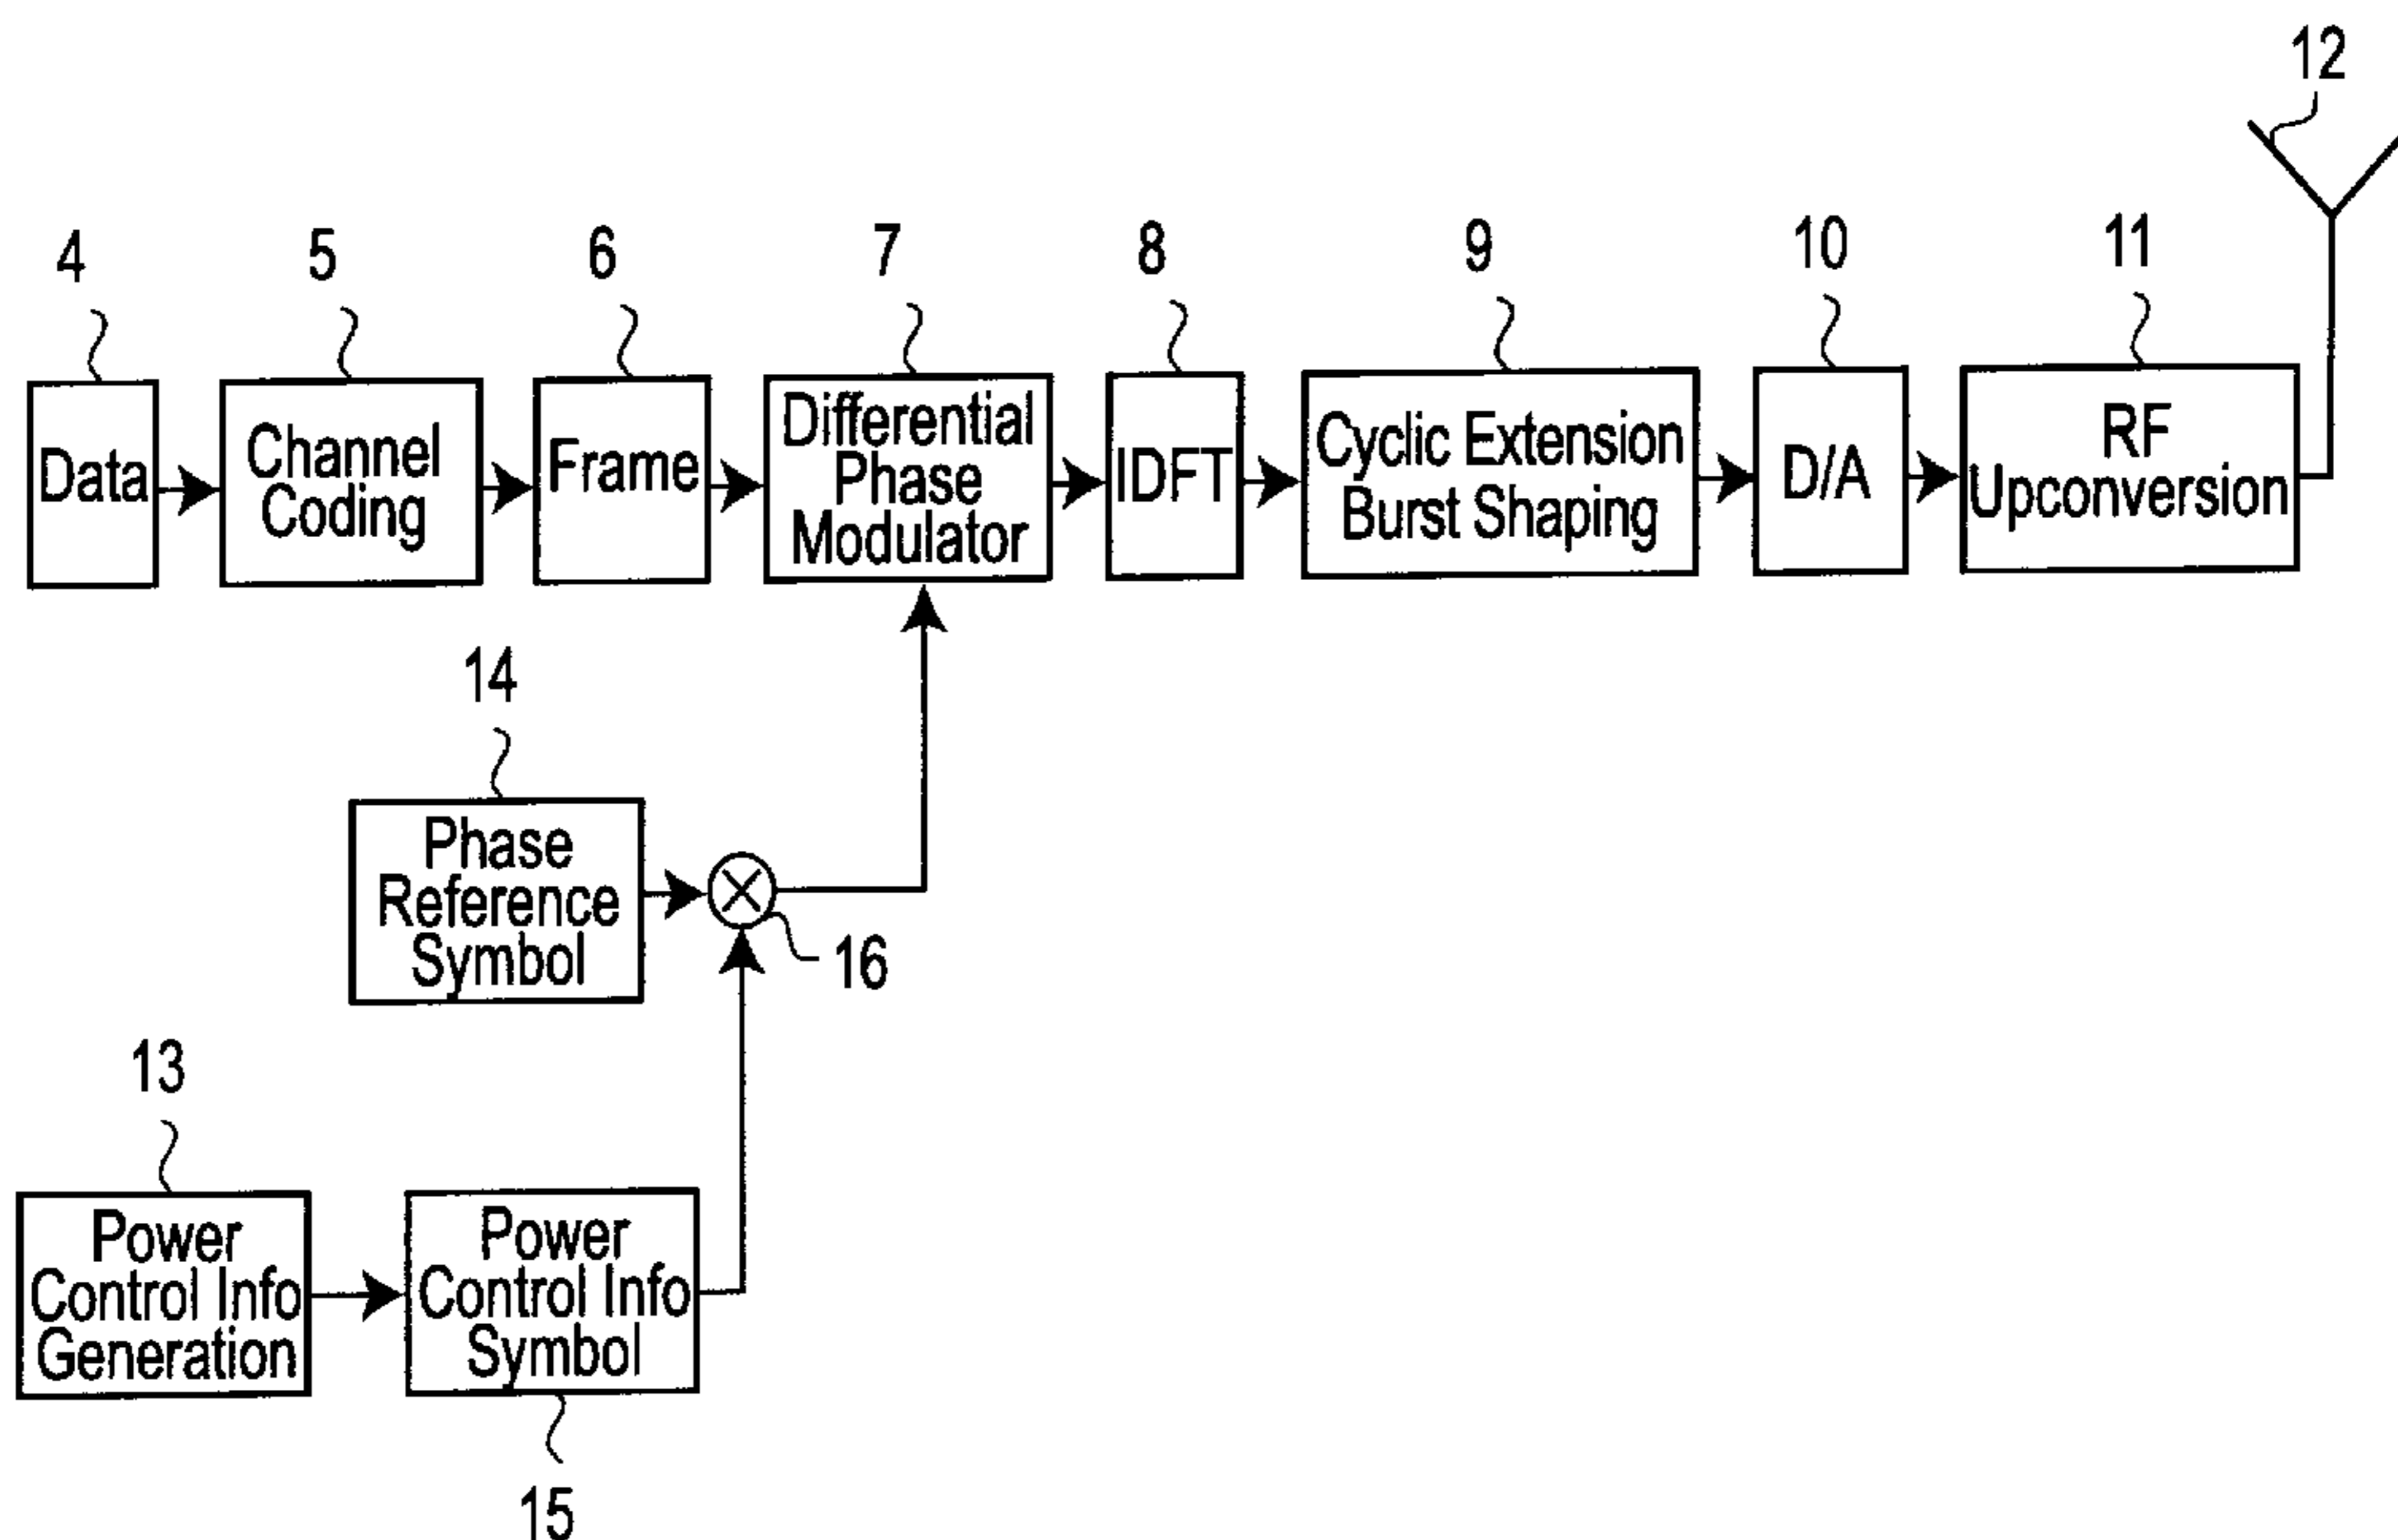 12
4
5
6
7
8
9
10
11
Data
Channel
Coding
Frame
Differential
Phase
Modulator
IDFT
Cyclic Extension
Burst Shaping
D/A
RF
Upconversion
14
Phase
Reference
Symbol
16
13
Power
Control Info
Generation
Power
Control Info
Symbol
15